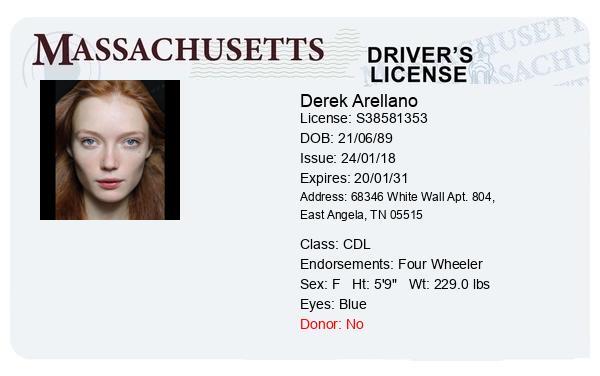 MASSACHUSETTS
DRIVER'S
LICENSE
Derek Arellano
License: S38581353
DOB: 21/06/89
Issue: 24/01/18
Expires: 20/01/31
Address: 68346 White Wall Apt. 804,
East Angela, TN 05515
Class: CDL
Endorsements: Four Wheeler
Sex: F Ht: 5'9" Wt: 229.0 lbs
Eyes: Blue
Donor: No